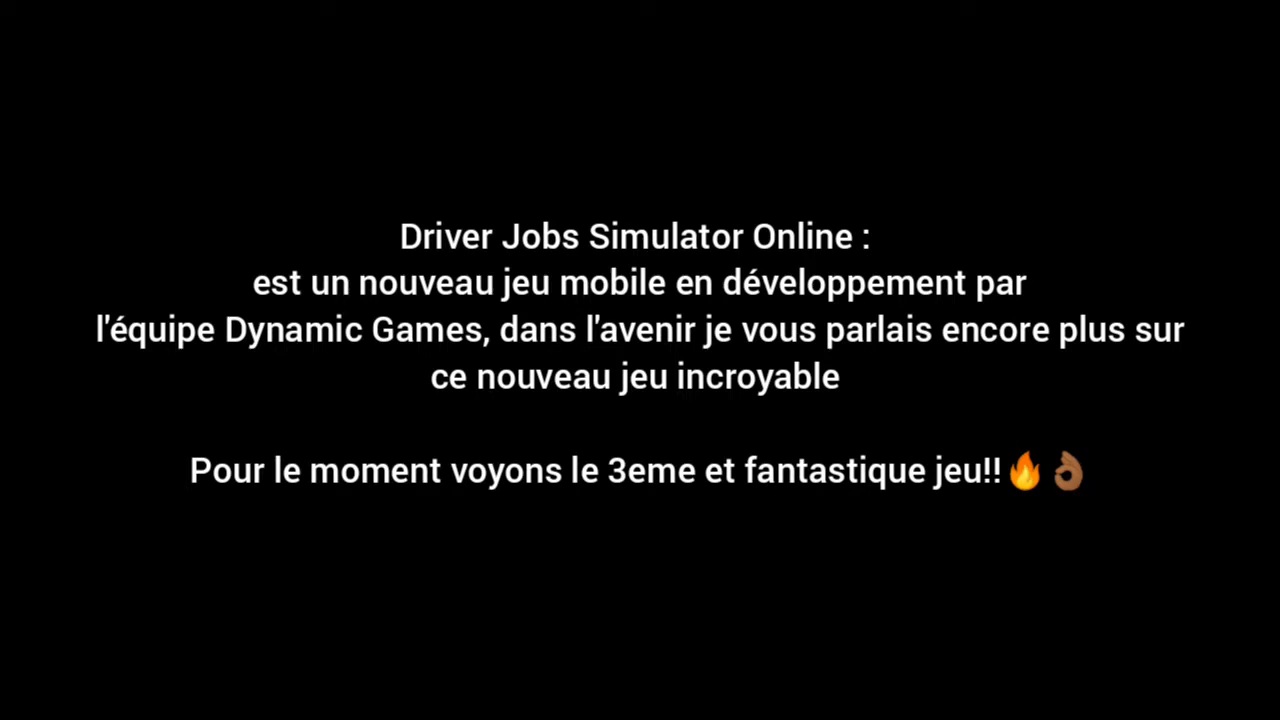 Driver Jobs Simulator Online :
est un nouveau jeu mobile en développement par
l'équipe Dynamic Games, dans l'avenir je vous parlais encore plus sur
ce nouveau jeu incroyable
Pour le moment voyons le 3eme et fantastique jeu!!🔥👌🏾